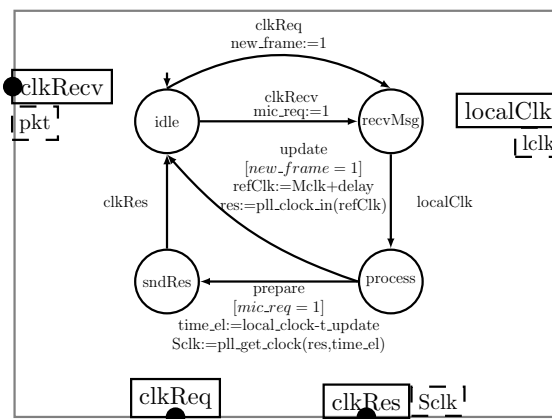 clkReq
new_frame:=1
clkRecv
pkt
clkRecv
mic_req:=1
idle
recvMsg
localClk
lclk
update
[new_frame = 1]
refClk:=Mclk+delay
res:=pll_clock_in(refClk)
clkRes
localClk
sndRes
process
prepare
[mic_req = 1]
time_el:=local_clock-t_update
Sclk:=pll_get_clock(res,time_el)
clkReq
clkRes
Sclk